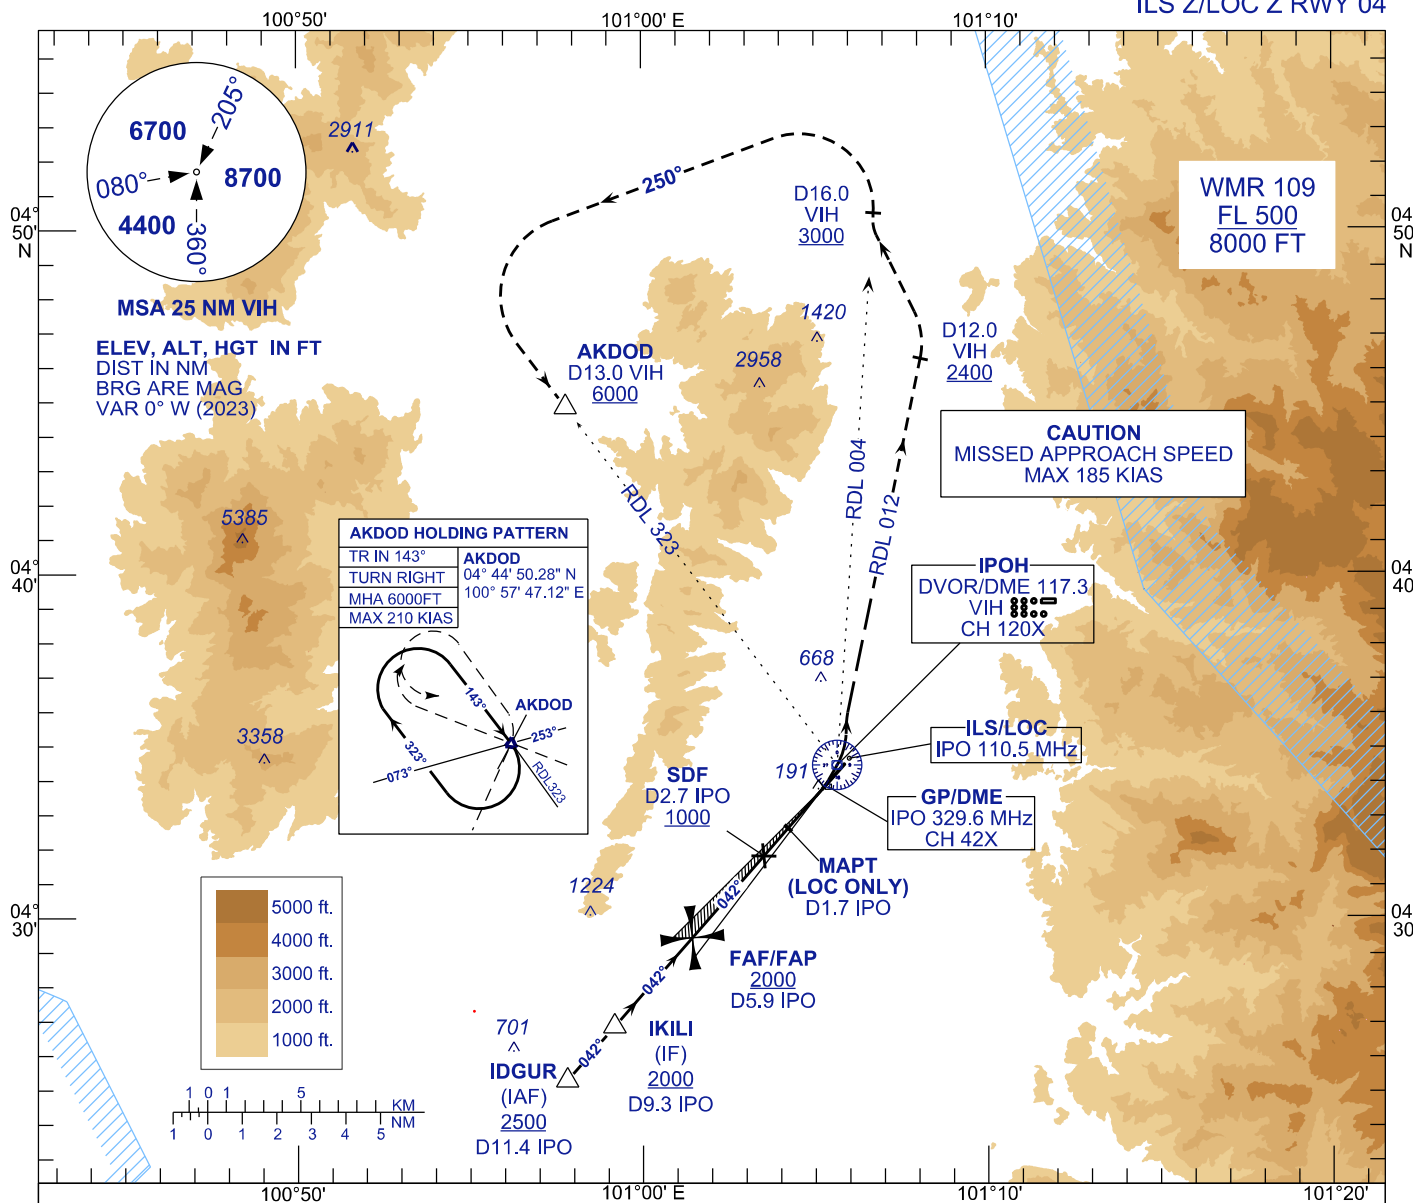 ILS Z/LOC Z RWY 04
100°50'
101°00' E
101°10'
205°
6700
8700
080°
4400
360°
MSA 25 NM VIH
ELEV, ALT, HGT IN FT
DIST IN NM
BRG ARE MAG
VAR 0° W (2023)
2911
04°
50'
N
250°
D16.0
VIH
3000
WMR 109
FL 500
8000 FT
04°
50'
N
1420
2958
AKDOD
D13.0 VIH
6000
D12.0
VIH
2400
CAUTION
MISSED APPROACH SPEED
MAX 185 KIAS
RDL 323
RDL 004
RDL 012
5385
3358
04°
40'
04°
40'
AKDOD HOLDING PATTERN
TR IN 143°
TURN RIGHT
MHA 6000FT
MAX 210 KIAS
AKDOD
04° 44' 50.28" N
100° 57' 47.12" E
143°
AKDOD
323°
253°
073°
RDL323
IPOH
DVOR/DME 117.3
VIH
CH 120X
668
ILS/LOC
IPO 110.5 MHz
191
GP/DME
IPO 329.6 MHz
CH 42X
SDF
D2.7 IPO
1000
MAPT
(LOC ONLY)
D1.7 IPO
1224
042°
FAF/FAP
2000
D5.9 IPO
042°
IKILI
(IF)
2000
D9.3 IPO
042°
701
IDGUR
(IAF)
2500
D11.4 IPO
04°
30'
04°
30'
5000 ft.
4000 ft.
3000 ft.
2000 ft.
1000 ft.
1 0 1 5 KM
NM
1 0 1 2 3 4 5
100°50'
101°00' E
101°10'
101°20'